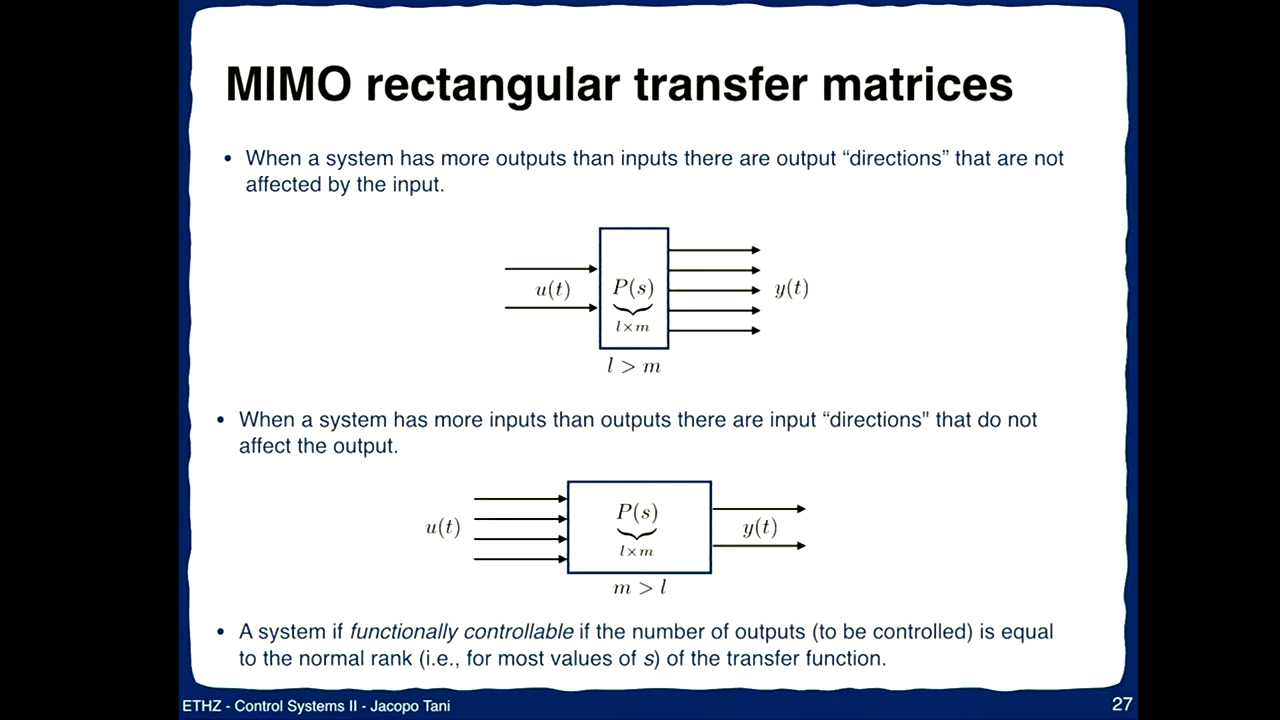 MIMO rectangular transfer matrices
• When a system has more outputs than inputs there are output “directions” that are not
affected by the input.
u(t)
P(s)
l×m
y(t)
l > m
• When a system has more inputs than outputs there are input “directions" that do not
affect the output.
u(t)
P(s)
l×m
y(t)
m > l
• A system if functionally controllable if the number of outputs (to be controlled) is equal
to the normal rank (i.e., for most values of s) of the transfer function.
ETHZ - Control Systems II - Jacopo Tani
27